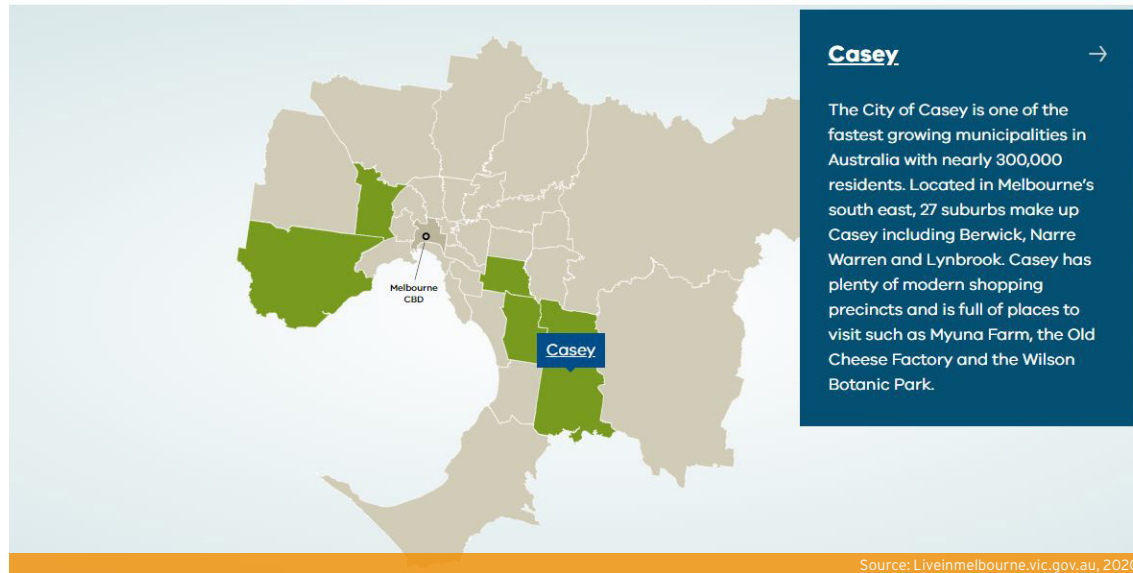 Casey →
The City of Casey is one of the
fastest growing municipalities in
Australia with nearly 300,000
residents. Located in Melbourne's
south east, 27 suburbs make up
Casey including Berwick, Narre
Warren and Lynbrook. Casey has
plenty of modern shopping
precincts and is full of places to
visit such as Myuna Farm, the Old
Cheese Factory and the Wilson
Botanic Park.
Melbourne
CBD
Casey
Source: Liveinmelbourne.vic.gov.au, 2020